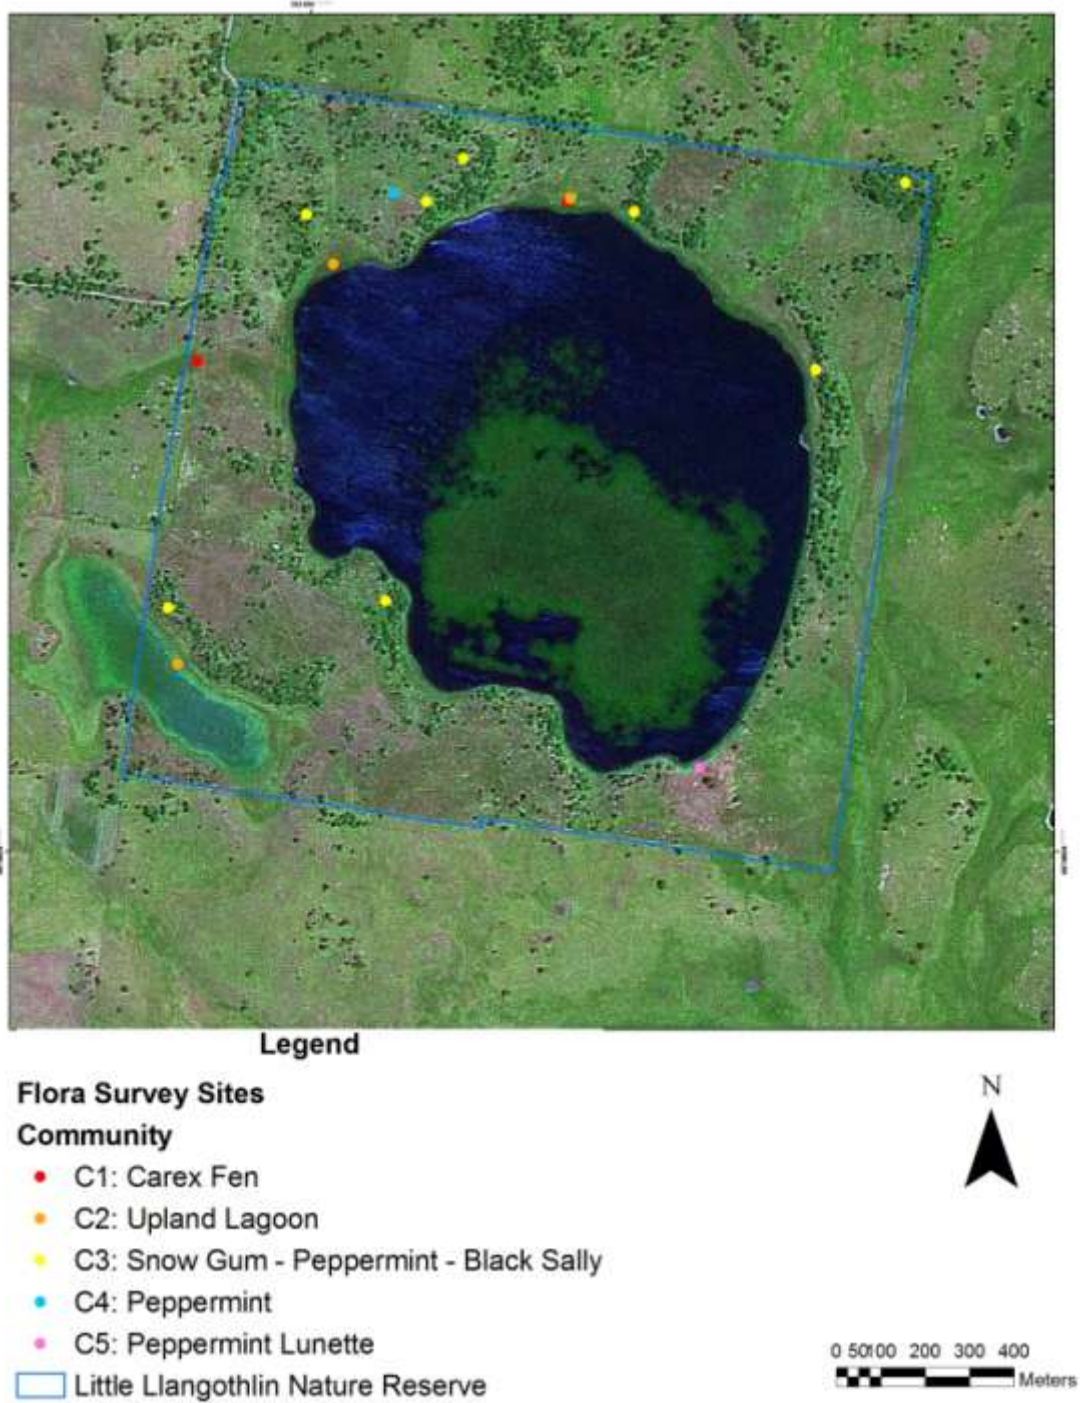 Legend
Flora Survey Sites
Community
C1: Carex Fen
C2: Upland Lagoon
C3: Snow Gum - Peppermint - Black Sally
C4: Peppermint
C5: Peppermint Lunette
Little Llangothlin Nature Reserve
N
0 50100 200 300 400
Meters